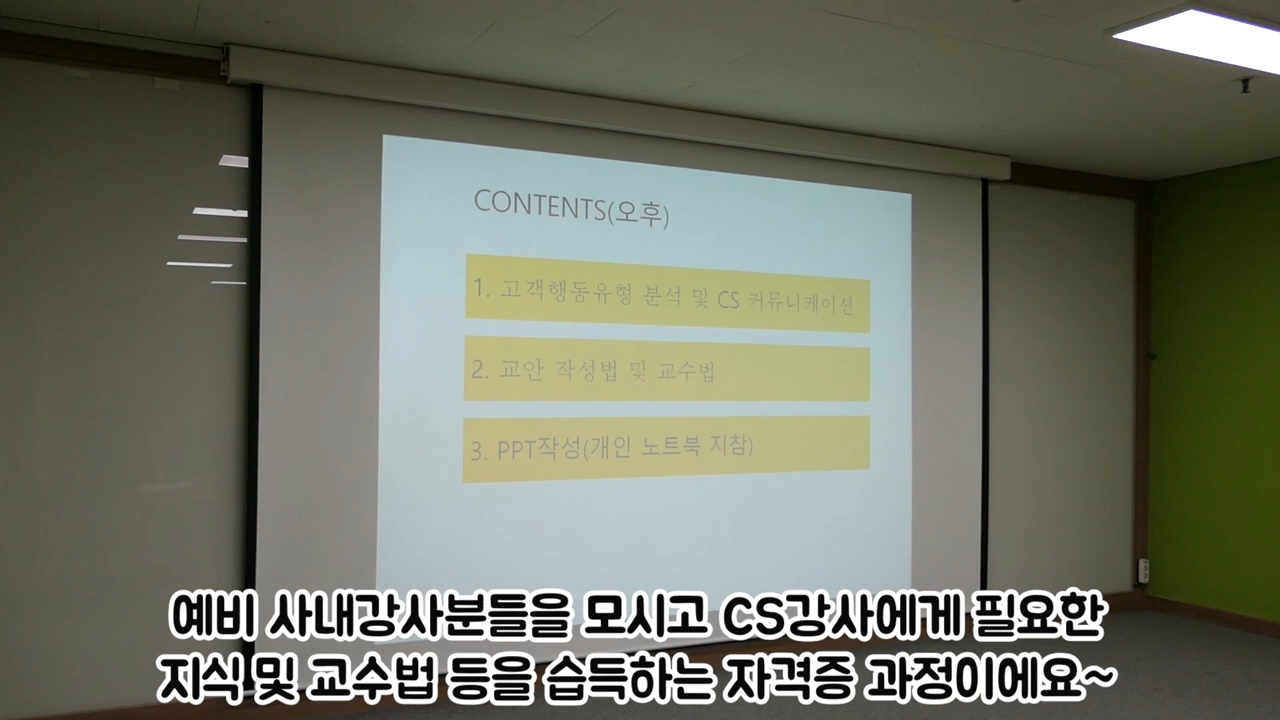 CONTENTS(오후)
1. 고객행동유형 분석 및 CS 커뮤니케이션
2. 교안 작성법 및 교수법
3. PPT작성(개인 노트북 지참)
예비 사내강사분들을 모시고 CS강사에게 필요한
지식 및 교수법 등을 습득하는 자격증 과정이에요~